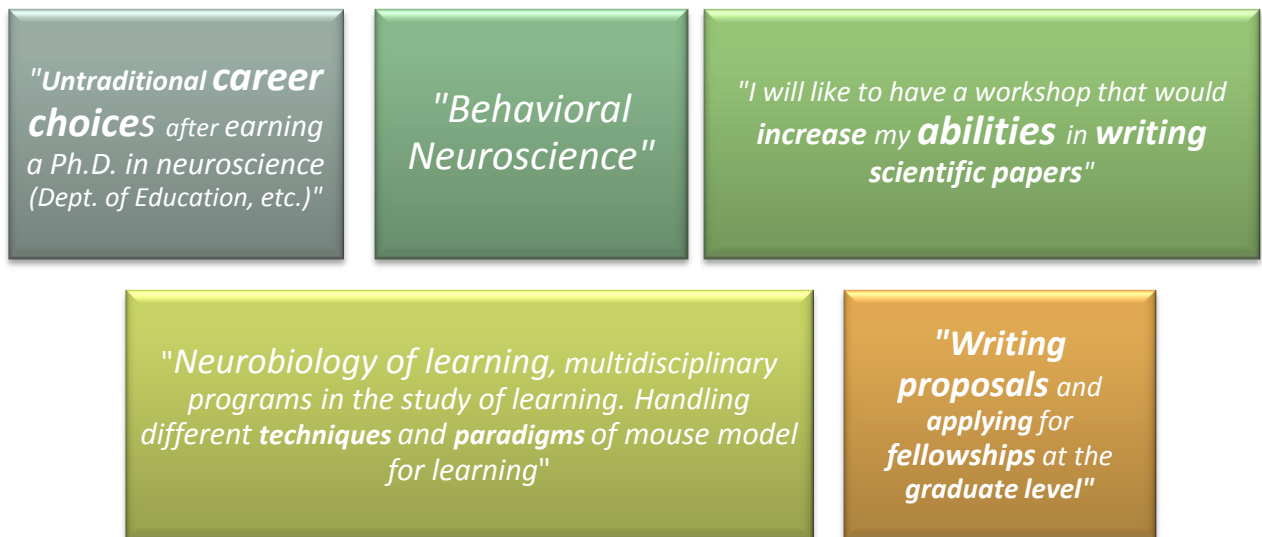 "Untraditional career
choices after earning
a Ph.D. in neuroscience
(Dept. of Education, etc.)"
"Behavioral
Neuroscience"
"I will like to have a workshop that would
increase my abilities in writing
scientific papers"
"Neurobiology of learning, multidisciplinary
programs in the study of learning. Handling
different techniques and paradigms of mouse model
for learning"
"Writing
proposals and
applying for
fellowships at the
graduate level"